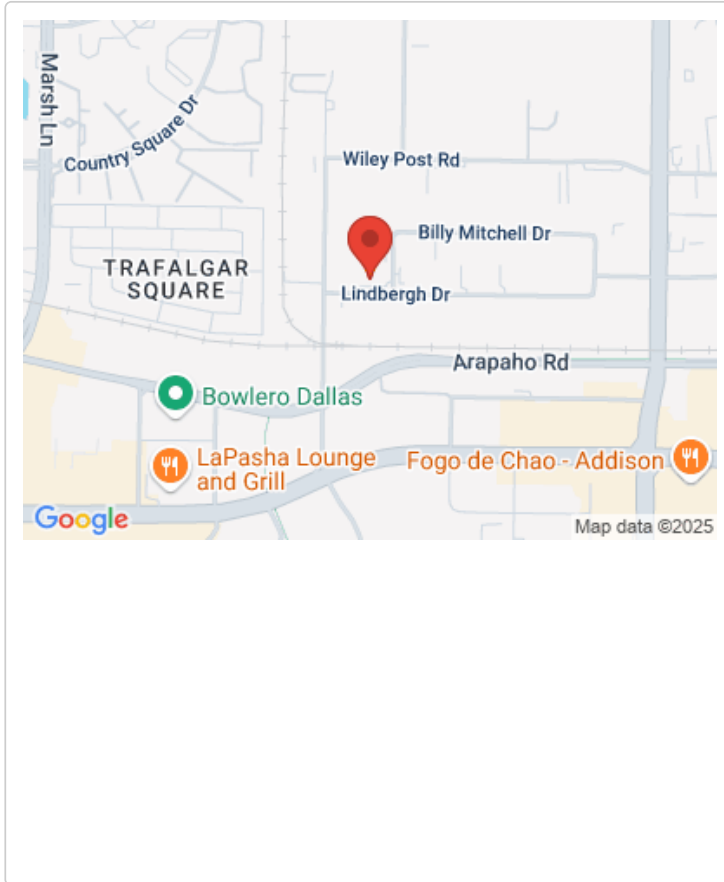 Marsh Ln
Country Square Dr
Wiley Post Rd
Billy Mitchell Dr
TRAFALGAR
SQUARE
Lindbergh Dr
Arapaho Rd
Bowlero Dallas
LaPasha Lounge
and Grill
Fogo de Chao - Addison
Google
Map data ©2025